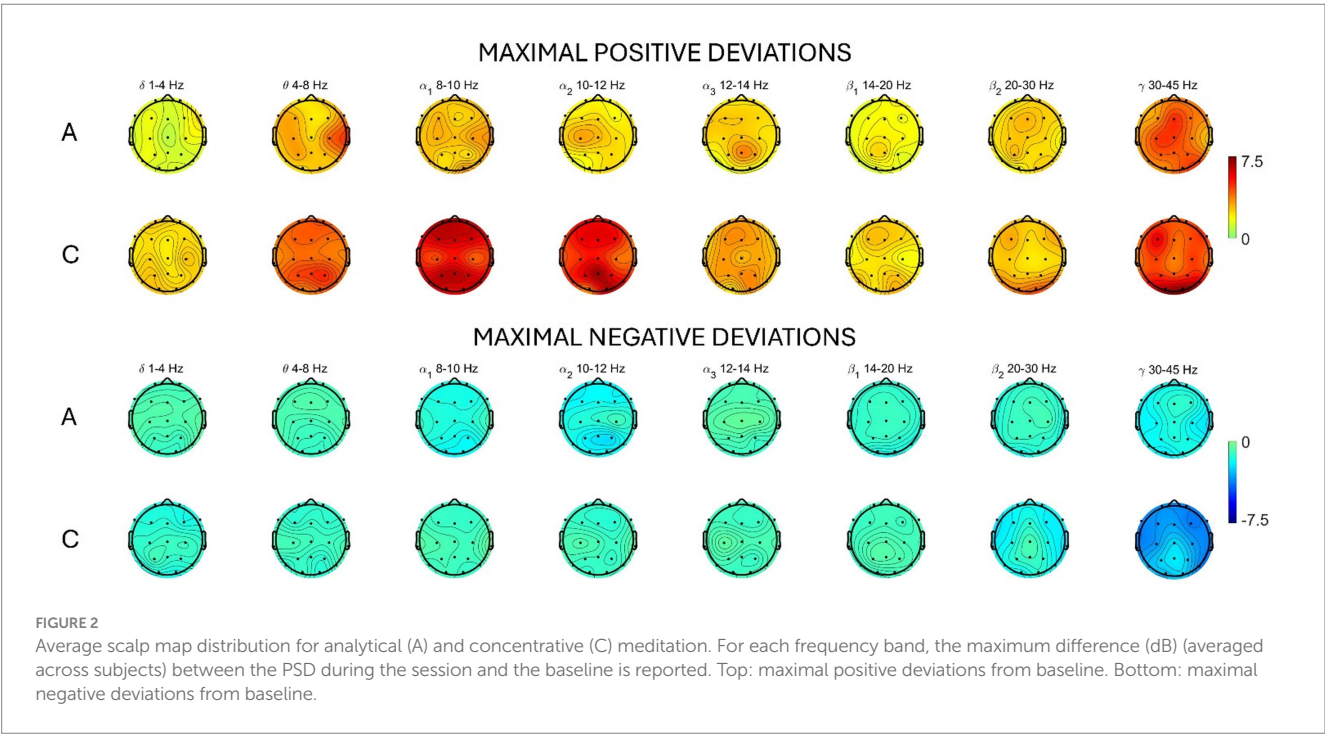 MAXIMAL POSITIVE DEVIATIONS
δ 1-4 Hz θ 4-8 Hz α1 8-10 Hz α2 10-12 Hz α3 12-14 Hz β1 14-20 Hz β2 20-30 Hz γ 30-45 Hz
A
7.5
0
C
MAXIMAL NEGATIVE DEVIATIONS
δ 1-4 Hz θ 4-8 Hz α1 8-10 Hz α2 10-12 Hz α3 12-14 Hz β1 14-20 Hz β2 20-30 Hz γ 30-45 Hz
A
0
-7.5
C
FIGURE 2
Average scalp map distribution for analytical (A) and concentrative (C) meditation. For each frequency band, the maximum difference (dB) (averaged
across subjects) between the PSD during the session and the baseline is reported. Top: maximal positive deviations from baseline. Bottom: maximal
negative deviations from baseline.